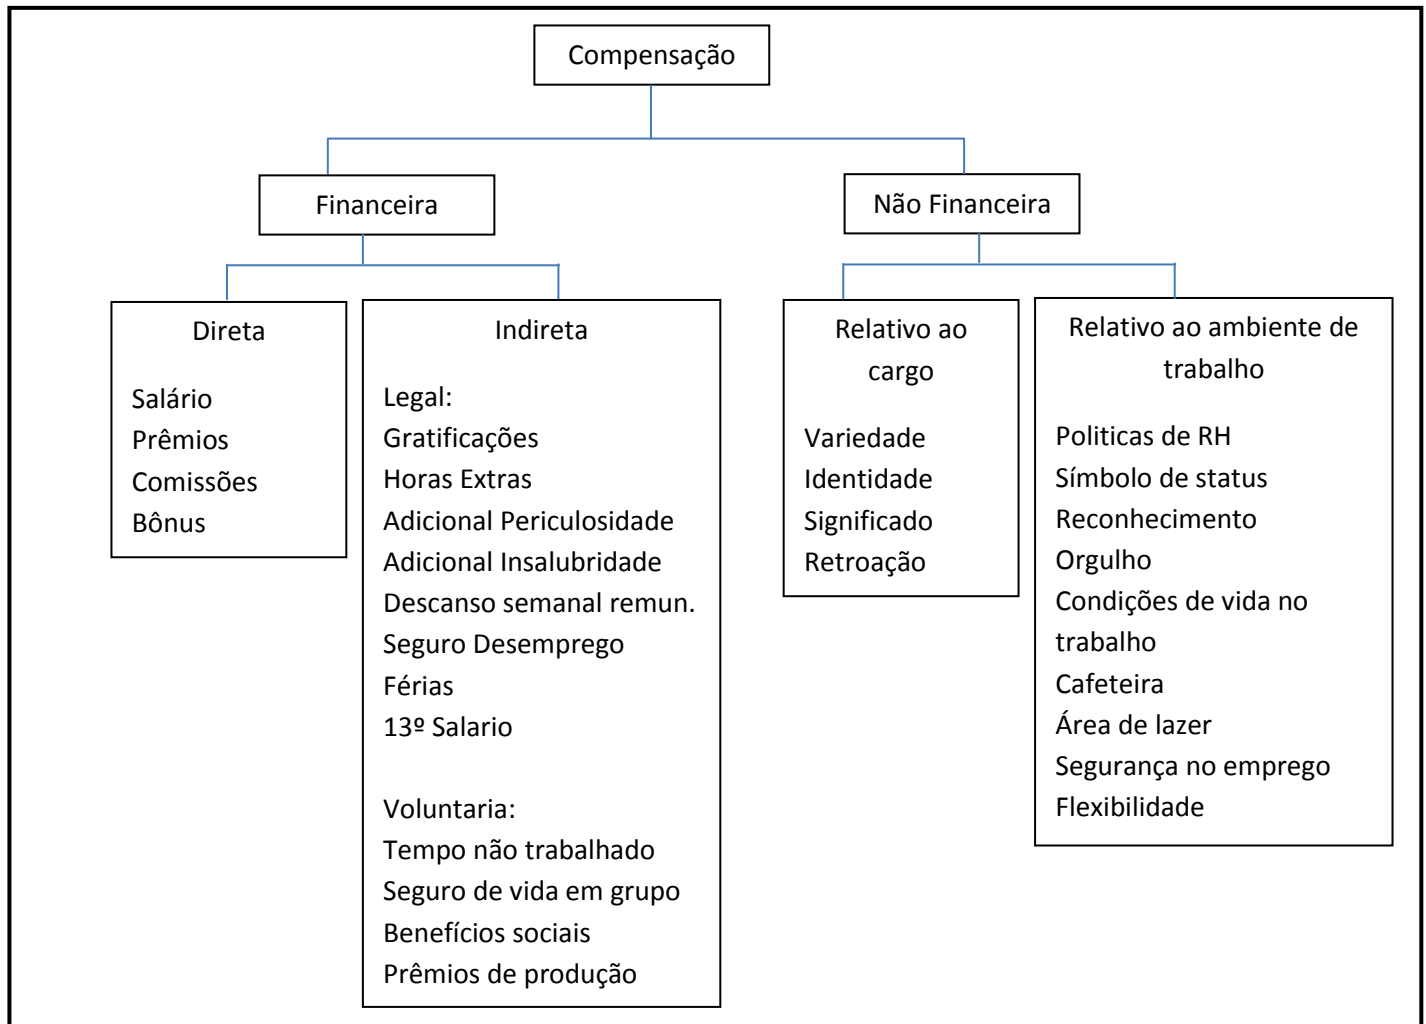 Compensação
Financeira
Não Financeira
Direta
Salário
Prêmios
Comissões
Bônus
Indireta
Legal:
Gratificações
Horas Extras
Adicional Periculosidade
Adicional Insalubridade
Descanso semanal remun.
Seguro Desemprego
Férias
13º Salario
Voluntaria:
Tempo não trabalhado
Seguro de vida em grupo
Benefícios sociais
Prêmios de produção
Relativo ao
cargo
Variedade
Identidade
Significado
Retroação
Relativo ao ambiente de
trabalho
Politicas de RH
Símbolo de status
Reconhecimento
Orgulho
Condições de vida no
trabalho
Cafeteira
Área de lazer
Segurança no emprego
Flexibilidade